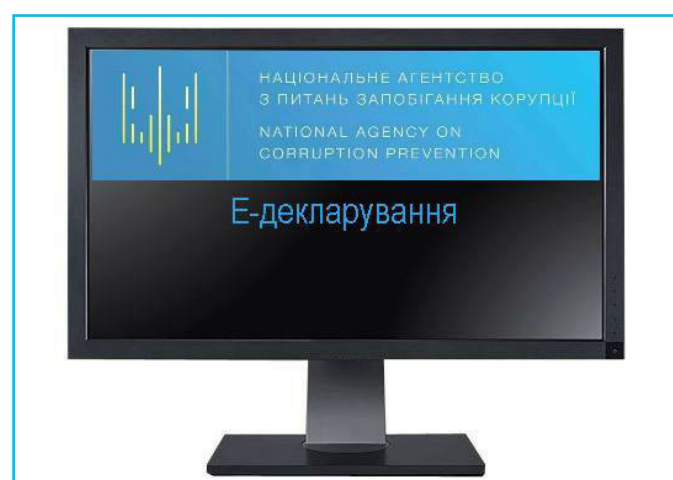 НАЦІОНАЛЬНЕ АГЕНТСТВО
З ПИТАНЬ ЗАПОБІГАННЯ КОРУПЦІЇ
NATIONAL AGENCY ON
CORRUPTION PREVENTION
Е-декларування